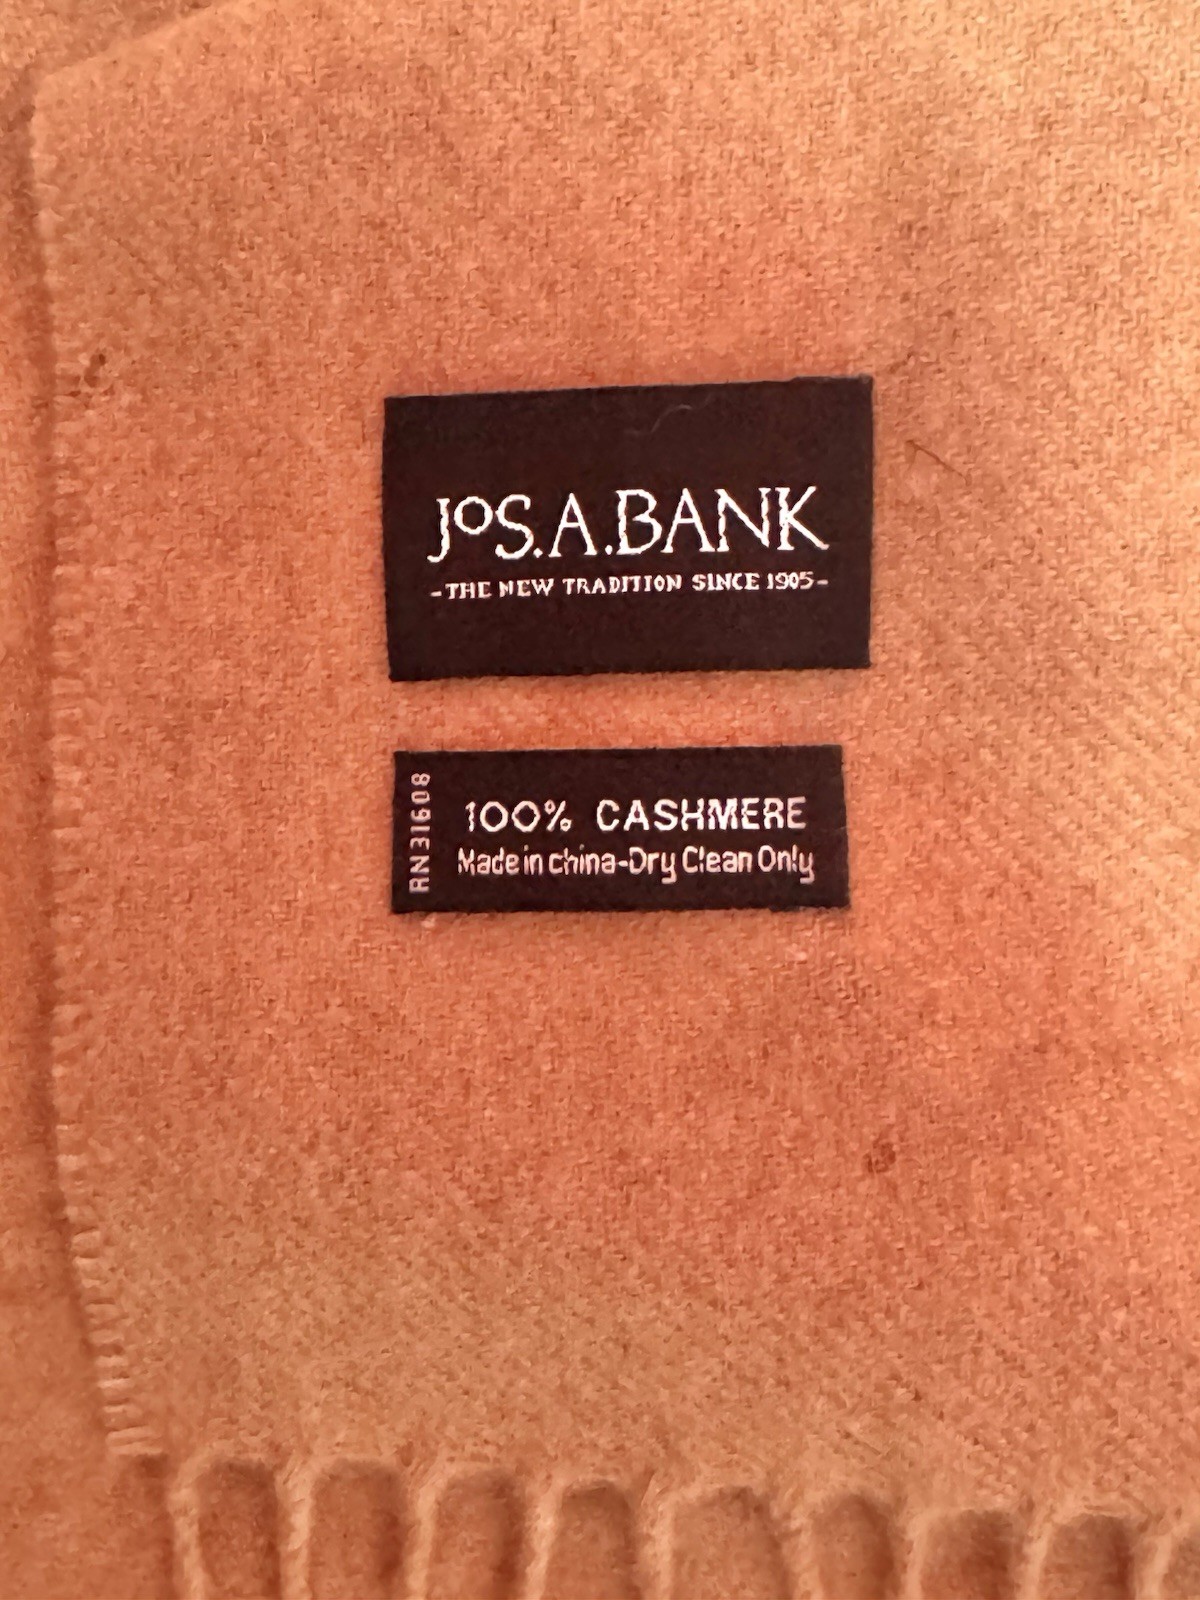 JoS.A.BANK
-THE NEW TRADITION SINCE 1905-
RN31608
100% CASHMERE
Made in china-Dry Clean Only